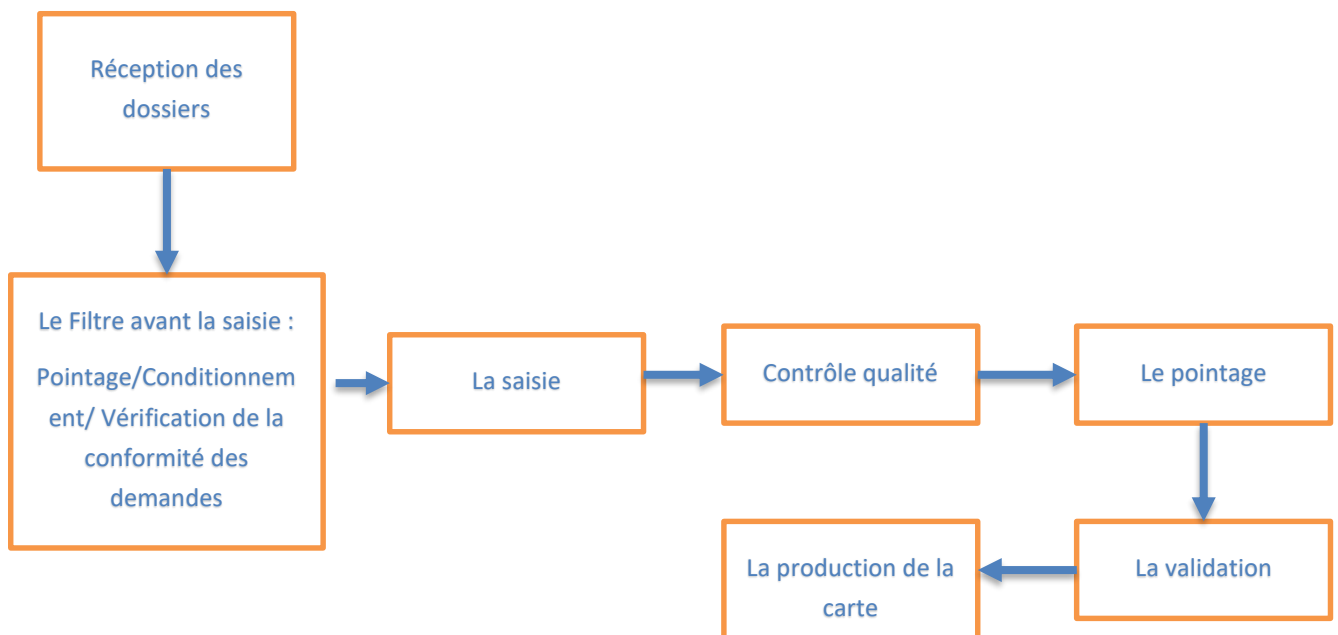 Réception des
dossiers
Le Filtre avant la saisie :
Pointage/Conditionnem
ent/ Vérification de la
conformité des
demandes
La saisie
Contrôle qualité
Le pointage
La validation
La production de la
carte